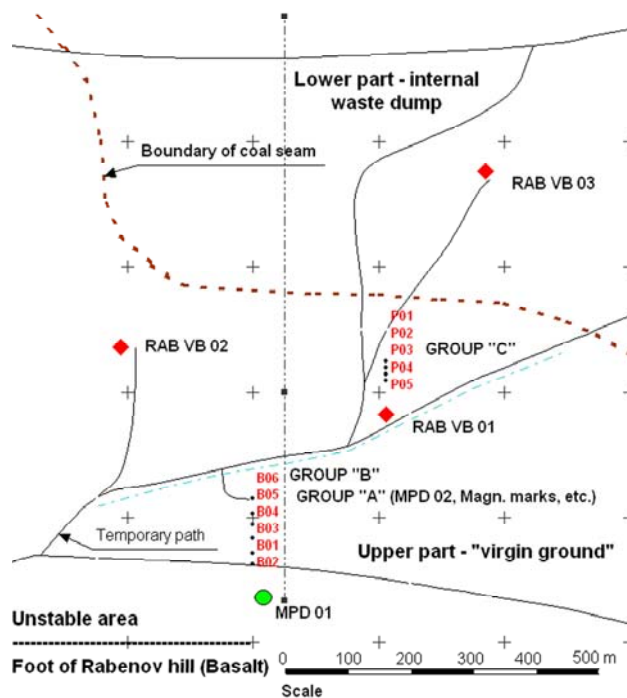 Lower part - internal
waste dump
Boundary of coal seam
RAB VB 03
P01
P02
P03
GROUP "C"
P04
P05
RAB VB 02
RAB VB 01
B06
GROUP "B"
B05
GROUP "A" (MPD 02, Magn. marks, etc.)
B04
B03
Temporary path
B01
Upper part - "virgin ground"
B02
MPD 01
Unstable area
Foot of Rabenov hill (Basalt)
0 100 200 300 400 500 m
Scale